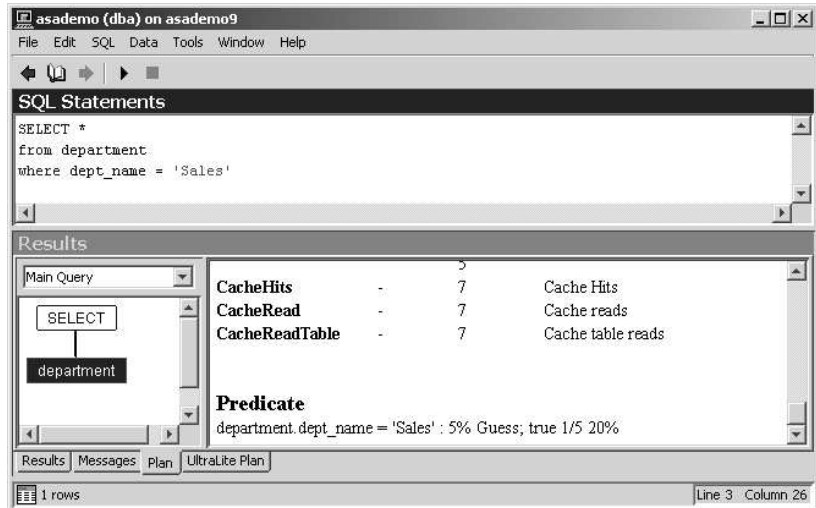 asademo (dba) on asademo9
File Edit SQL Data Tools Window Help
SQL Statements
SELECT *
from department
where dept_name = 'Sales'
Results
Main Query
SELECT
department
5
CacheHits - 7 Cache Hits
CacheRead - 7 Cache reads
CacheReadTable - 7 Cache table reads
Predicate
department.dept_name = 'Sales' : 5% Guess; true 1/5 20%
Results Messages Plan UltraLite Plan
1 rows
Line 3 Column 26